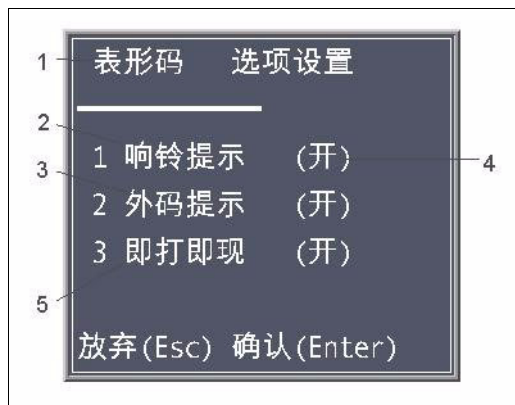 表形码 选项设置
1 响铃提示 (开)
2 外码提示 (开)
3 即打即现 (开)
放弃(Esc) 确认(Enter)
1
2
3
4
5